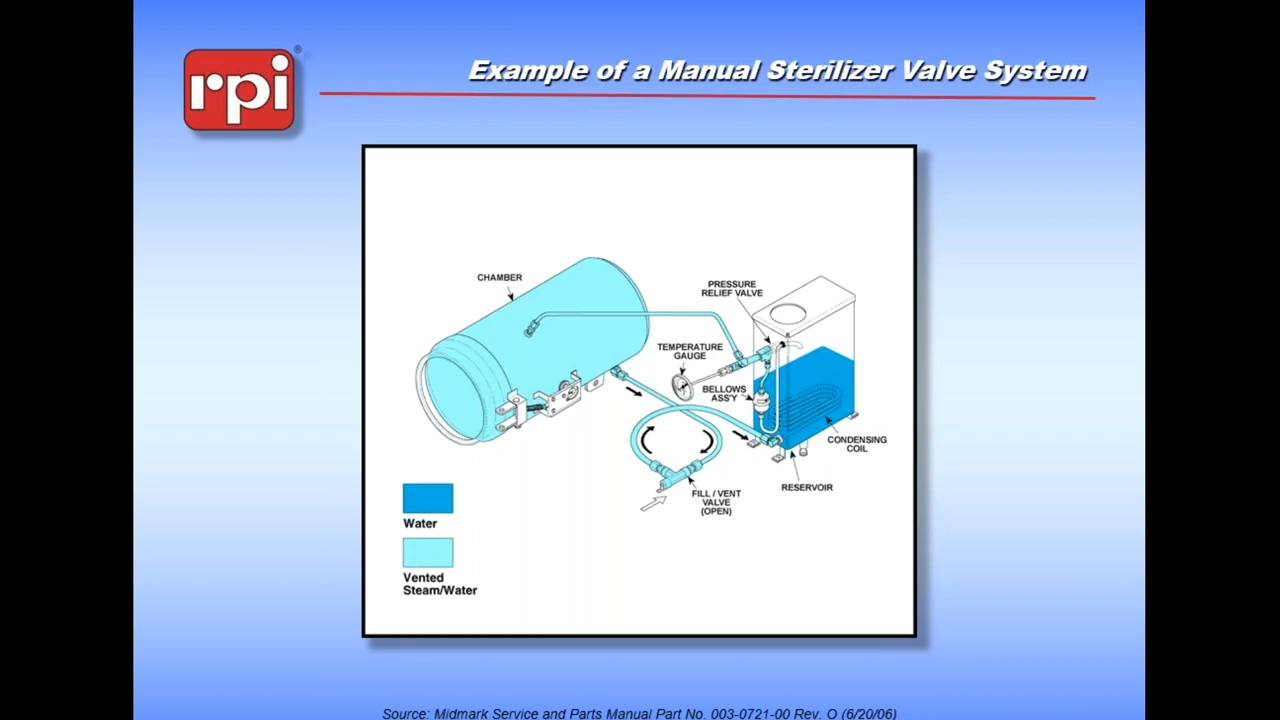 rpi®
Example of a Manual Sterilizer Valve System
CHAMBER
PRESSURE
RELIEF VALVE
TEMPERATURE
GAUGE
BELLOWS
ASS'Y
CONDENSING
COIL
RESERVOIR
FILL / VENT
VALVE
(OPEN)
Water
Vented
Steam/Water
Source: Midmark Service and Parts Manual Part No. 003-0721-00 Rev. O (6/20/06)